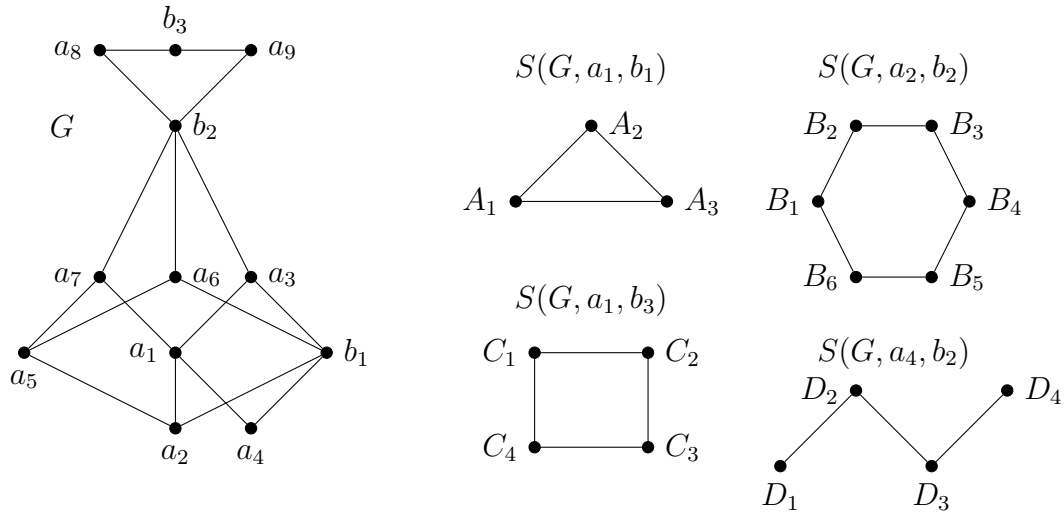 b₃
a₈ a₉
G b₂
a₇ a₆ a₃
a₁ b₁
a₅
a₂ a₄
S(G, a₁, b₁)
A₂
A₁ A₃
S(G, a₂, b₂)
B₂ B₃
B₁ B₄
B₆ B₅
S(G, a₁, b₃)
C₁ C₂
C₄ C₃
S(G, a₄, b₂)
D₂ D₄
D₁ D₃